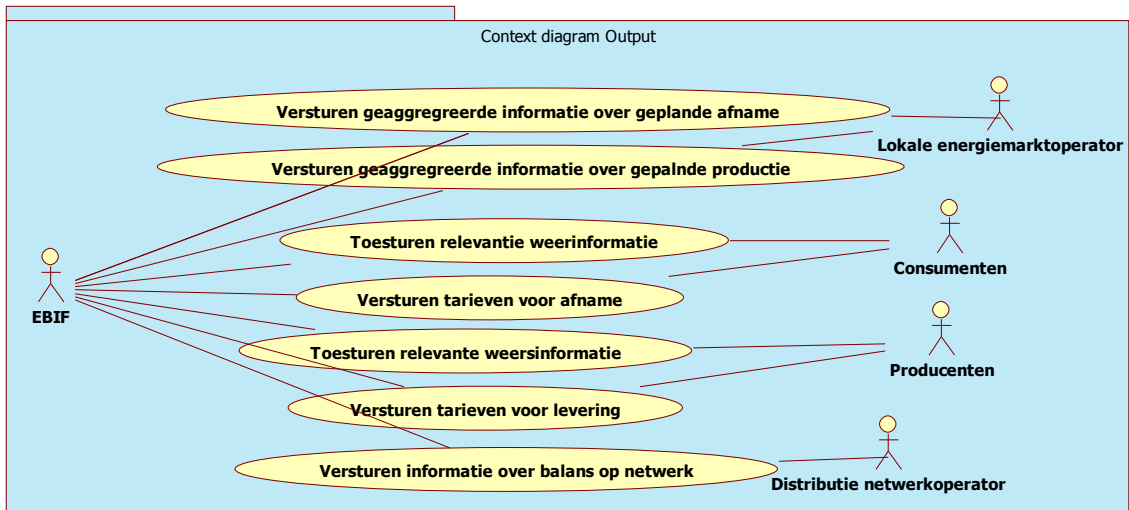 Context diagram Output
Versturen geaggregreerde informatie over geplande afname
Lokale energiemarktoperator
Versturen geaggregreerde informatie over gepalnde productie
Toesturen relevantie weerinformatie
Consumenten
Versturen tarieven voor afname
EBIF
Toesturen relevante weersinformatie
Producenten
Versturen tarieven voor levering
Versturen informatie over balans op netwerk
Distributie netwerkoperator